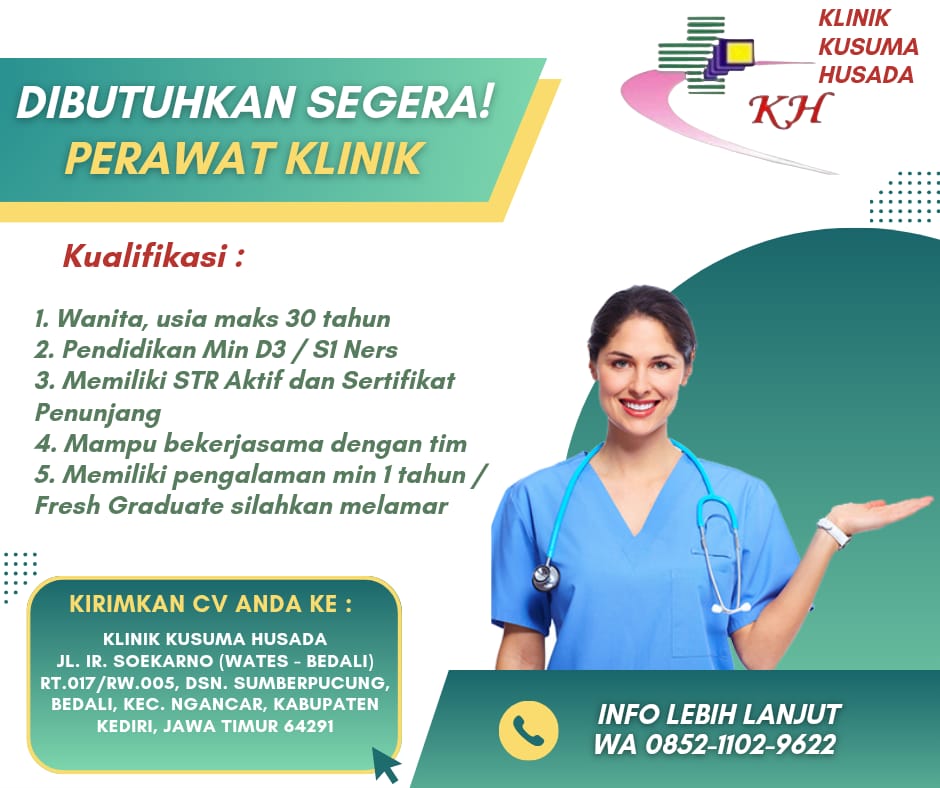 KLINIK
KUSUMA
HUSADA
KH
DIBUTUHKAN SEGERA!
PERAWAT KLINIK
Kualifikasi :
1. Wanita, usia maks 30 tahun
2. Pendidikan Min D3 / S1 Ners
3. Memiliki STR Aktif dan Sertifikat
Penunjang
4. Mampu bekerjasama dengan tim
5. Memiliki pengalaman min 1 tahun /
Fresh Graduate silahkan melamar
KIRIMKAN CV ANDA KE :
KLINIK KUSUMA HUSADA
JL. IR. SOEKARNO (WATES - BEDALI)
RT.017/RW.005, DSN. SUMBERPUCUNG,
BEDALI, KEC. NGANCAR, KABUPATEN
KEDIRI, JAWA TIMUR 64291
INFO LEBIH LANJUT
WA 0852-1102-9622